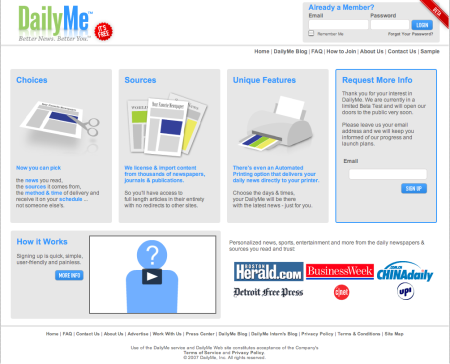 DailyMe™
Better News. Better You.™
IT'S FREE
BETA
Already a Member?
Email Password
LOGIN
Remember Me Forgot Your Password?
Home | DailyMe Blog | FAQ | How to Join | About Us | Contact Us | Sample
Choices
Now you can pick
the news you read,
the sources it comes from,
the method & time of delivery and
receive it on your schedule ...
not someone else's.
Sources
Your Favorite Newspaper
We license & import content
from thousands of newspapers,
journals & publications.
So you'll have access to
full length articles in their entirety
with no redirects to other sites.
Unique Features
There's even an Automated
Printing option that delivers your
daily news directly to your printer.
Choose the days & times,
your DailyMe will be there
with the latest news - just for you.
Request More Info
Thank you for your interest in
DailyMe. We are currently in a
limited Beta Test and will open our
doors to the public very soon.
Please leave us your email
address and we will keep you
informed of our progress and
launch plans.
Email
SIGN UP
How it Works
Signing up is quick, simple,
user-friendly and painless.
MORE INFO
?
Personalized news, sports, entertainment and more from the daily newspapers &
sources you read and trust:
BOSTON
Herald.com
BusinessWeek
CHINAdaily
Detroit Free Press
c|net
UPI
Home | FAQ | Contact Us | About Us | Advertise | Work With Us | Press Center | DailyMe Blog | DailyMe Intern's Blog | Privacy Policy | Terms & Conditions | Site Map
Use of the DailyMe service and DailyMe Web site constitutes acceptance of the Company's
Terms of Service and Privacy Policy.
© 2007 DailyMe, Inc. All rights reserved.